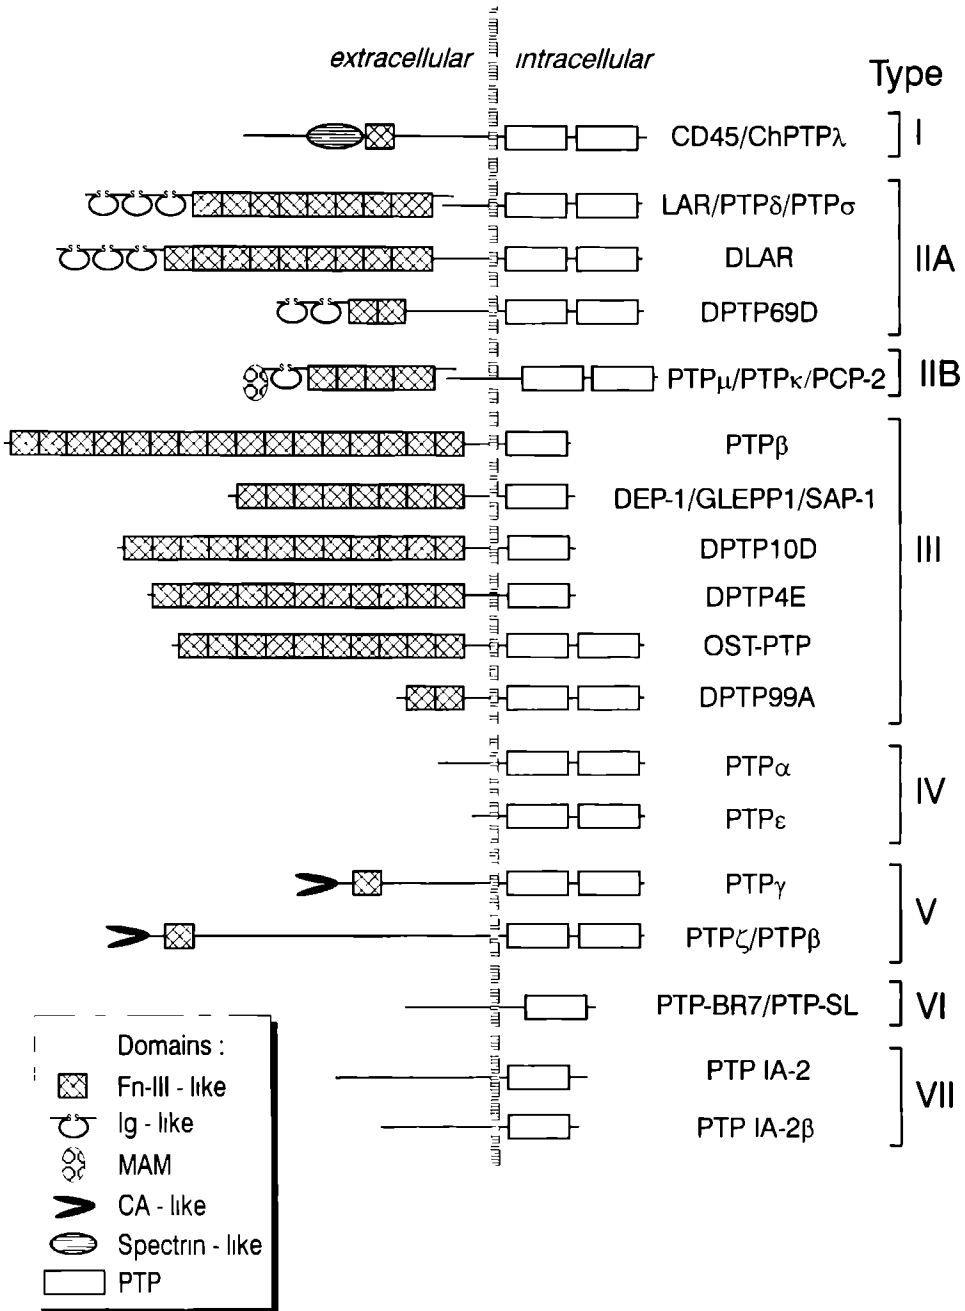 extracellular intracellular
Type
CD45/ChPTPλ I
LAR/PTPδ/PTPσ
DLAR IIA
DPTP69D
PTPμ/PTPκ/PCP-2 IIB
PTPβ
DEP-1/GLEPP1/SAP-1
DPTP10D III
DPTP4E
OST-PTP
DPTP99A
PTPα
IV
PTPε
PTPγ
V
PTPζ/PTPβ
PTP-BR7/PTP-SL VI
PTP IA-2
VII
PTP IA-2β
Domains :
Fn-III - like
Ig - like
MAM
CA - like
Spectrin - like
PTP